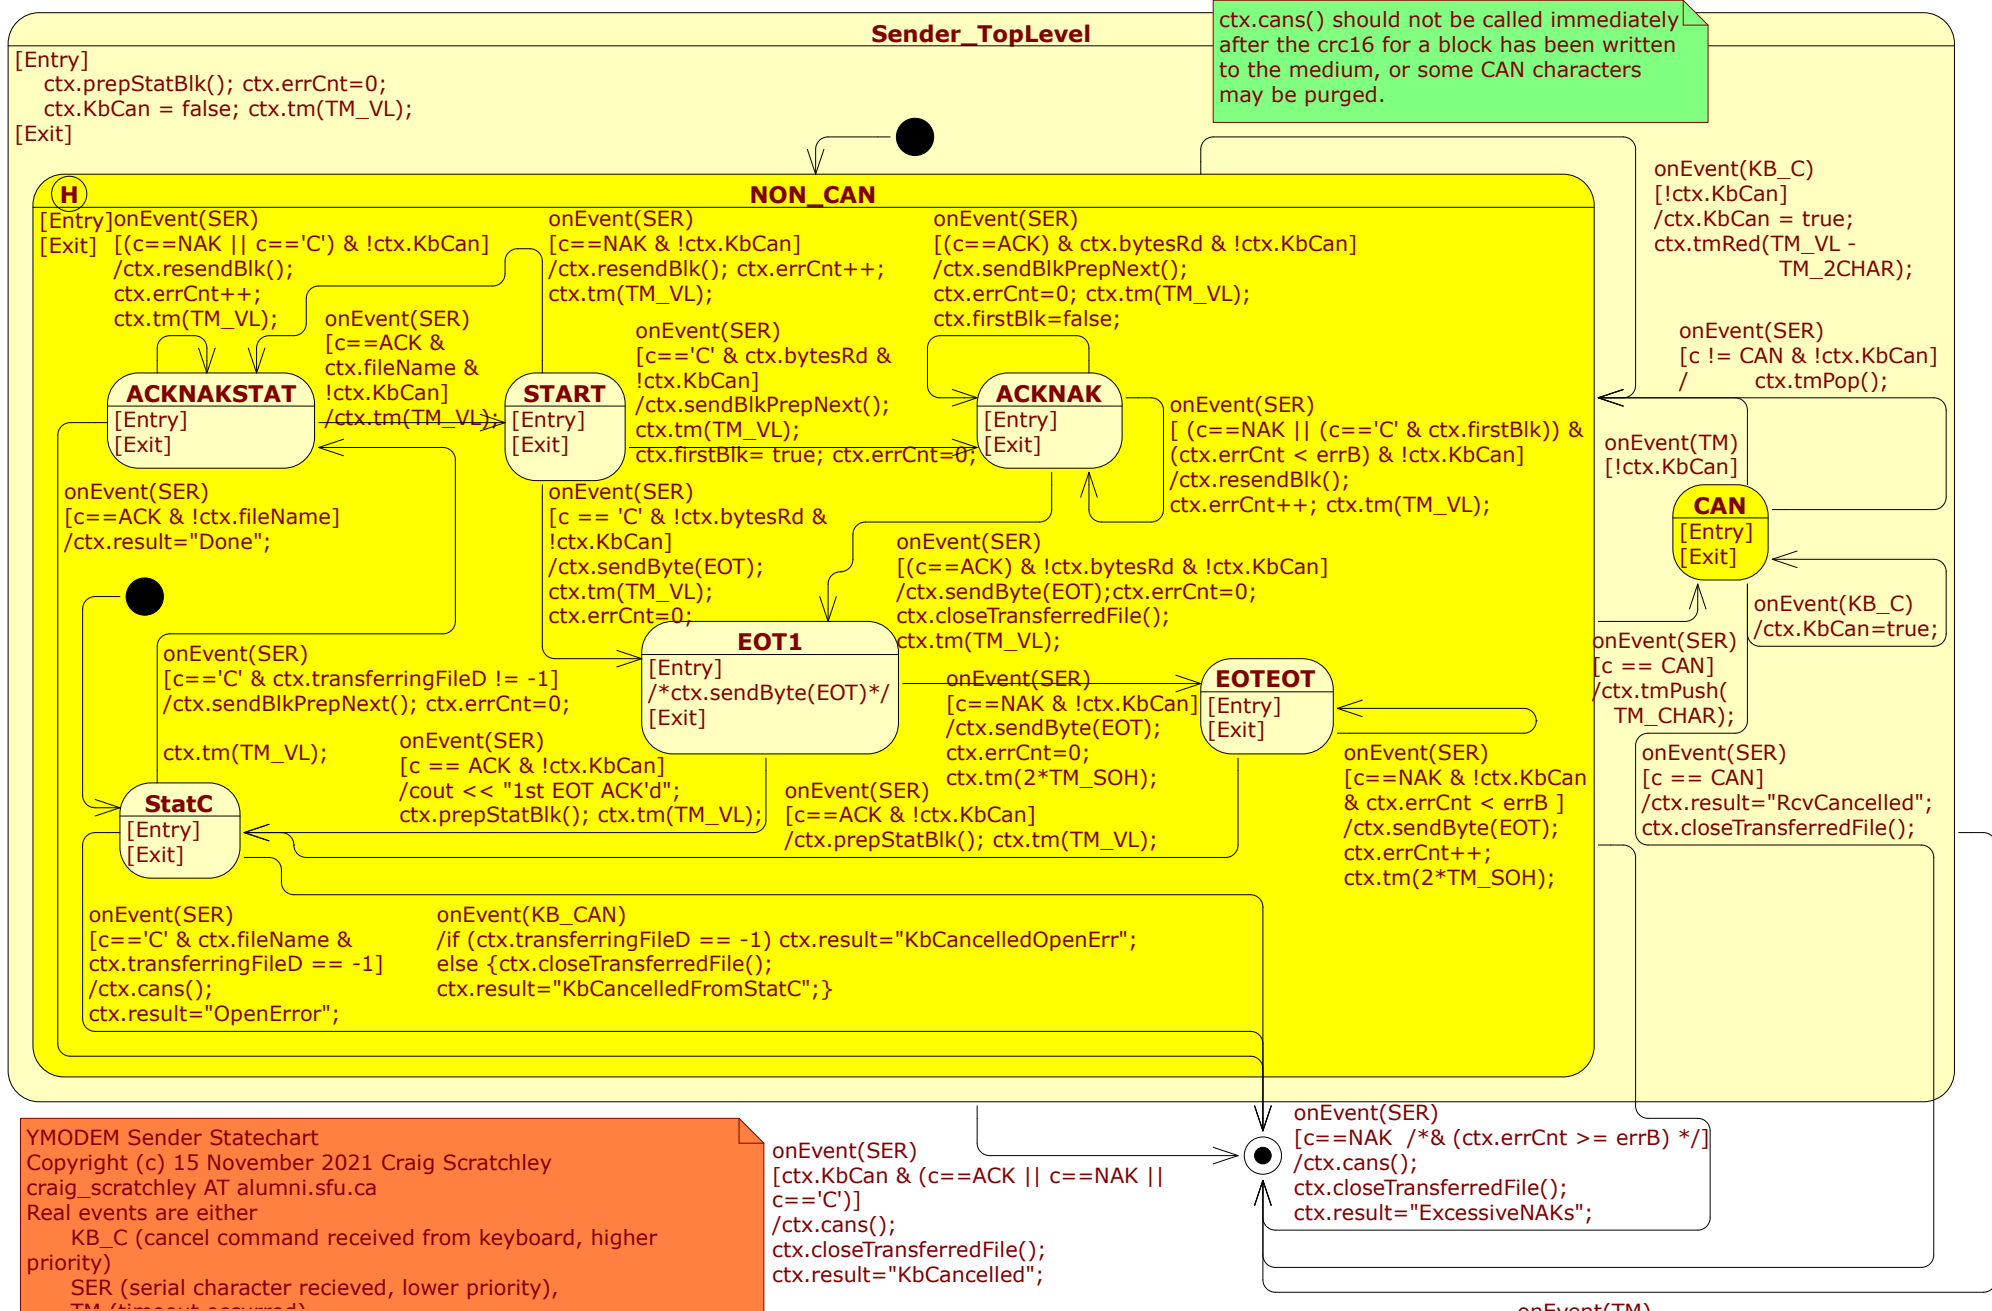 Sender_TopLevel
ctx.cans() should not be called immediately
after the crc16 for a block has been written
to the medium, or some CAN characters
may be purged.
[Entry]
ctx.prepStatBlk(); ctx.errCnt=0;
ctx.KbCan = false; ctx.tm(TM_VL);
[Exit]
onEvent(KB_C)
[!ctx.KbCan]
/ctx.KbCan = true;
ctx.tmRed(TM_VL -
TM_2CHAR);
H
NON_CAN
[Entry]
[Exit]
onEvent(SER)
[(c==NAK || c=='C') & !ctx.KbCan]
/ctx.resendBlk();
ctx.errCnt++;
ctx.tm(TM_VL);
onEvent(SER)
[c==NAK & !ctx.KbCan]
/ctx.resendBlk(); ctx.errCnt++;
ctx.tm(TM_VL);
onEvent(SER)
[(c==ACK) & ctx.bytesRd & !ctx.KbCan]
/ctx.sendBlkPrepNext();
ctx.errCnt=0; ctx.tm(TM_VL);
ctx.firstBlk=false;
onEvent(SER)
[c==ACK &
ctx.fileName &
!ctx.KbCan]
/ctx.tm(TM_VL);
onEvent(SER)
[c=='C' & ctx.bytesRd &
!ctx.KbCan]
/ctx.sendBlkPrepNext();
ctx.tm(TM_VL);
ctx.firstBlk= true; ctx.errCnt=0;
onEvent(SER)
[c != CAN & !ctx.KbCan]
/ ctx.tmPop();
ACKNAKSTAT
[Entry]
[Exit]
START
[Entry]
[Exit]
ACKNAK
[Entry]
[Exit]
onEvent(SER)
[ (c==NAK || (c=='C' & ctx.firstBlk)) &
(ctx.errCnt < errB) & !ctx.KbCan]
/ctx.resendBlk();
ctx.errCnt++; ctx.tm(TM_VL);
onEvent(TM)
[!ctx.KbCan]
CAN
[Entry]
[Exit]
onEvent(SER)
[c==ACK & !ctx.fileName]
/ctx.result="Done";
onEvent(SER)
[c == 'C' & !ctx.bytesRd &
!ctx.KbCan]
/ctx.sendByte(EOT);
ctx.tm(TM_VL);
ctx.errCnt=0;
onEvent(SER)
[(c==ACK) & !ctx.bytesRd & !ctx.KbCan]
/ctx.sendByte(EOT);ctx.errCnt=0;
ctx.closeTransferredFile();
ctx.tm(TM_VL);
onEvent(KB_C)
/ctx.KbCan=true;
onEvent(SER)
[c == CAN]
/ctx.tmPush(
TM_CHAR);
onEvent(SER)
[c=='C' & ctx.transferringFileD != -1]
/ctx.sendBlkPrepNext(); ctx.errCnt=0;
ctx.tm(TM_VL);
EOT1
[Entry]
/*ctx.sendByte(EOT)*/
[Exit]
onEvent(SER)
[c==NAK & !ctx.KbCan]
/ctx.sendByte(EOT);
ctx.errCnt=0;
ctx.tm(2*TM_SOH);
EOTEOT
[Entry]
[Exit]
onEvent(SER)
[c == ACK & !ctx.KbCan]
/cout << "1st EOT ACK'd";
ctx.prepStatBlk(); ctx.tm(TM_VL);
onEvent(SER)
[c==ACK & !ctx.KbCan]
/ctx.prepStatBlk(); ctx.tm(TM_VL);
onEvent(SER)
[c==NAK & !ctx.KbCan
& ctx.errCnt < errB ]
/ctx.sendByte(EOT);
ctx.errCnt++;
ctx.tm(2*TM_SOH);
onEvent(SER)
[c == CAN]
/ctx.result="RcvCancelled";
ctx.closeTransferredFile();
StatC
[Entry]
[Exit]
onEvent(SER)
[c=='C' & ctx.fileName &
ctx.transferringFileD == -1]
/ctx.cans();
ctx.result="OpenError";
onEvent(KB_CAN)
/if (ctx.transferringFileD == -1) ctx.result="KbCancelledOpenErr";
else {ctx.closeTransferredFile();
ctx.result="KbCancelledFromStatC";}
YMODEM Sender Statechart
Copyright (c) 15 November 2021 Craig Scratchley
craig_scratchley AT alumni.sfu.ca
Real events are either
KB_C (cancel command received from keyboard, higher
priority)
SER (serial character recieved, lower priority),
TM (timeout occurred)
onEvent(SER)
[ctx.KbCan & (c==ACK || c==NAK ||
c=='C')]
/ctx.cans();
ctx.closeTransferredFile();
ctx.result="KbCancelled";
onEvent(SER)
[c==NAK /*& (ctx.errCnt >= errB) */]
/ctx.cans();
ctx.closeTransferredFile();
ctx.result="ExcessiveNAKs";
onEvent(TM)